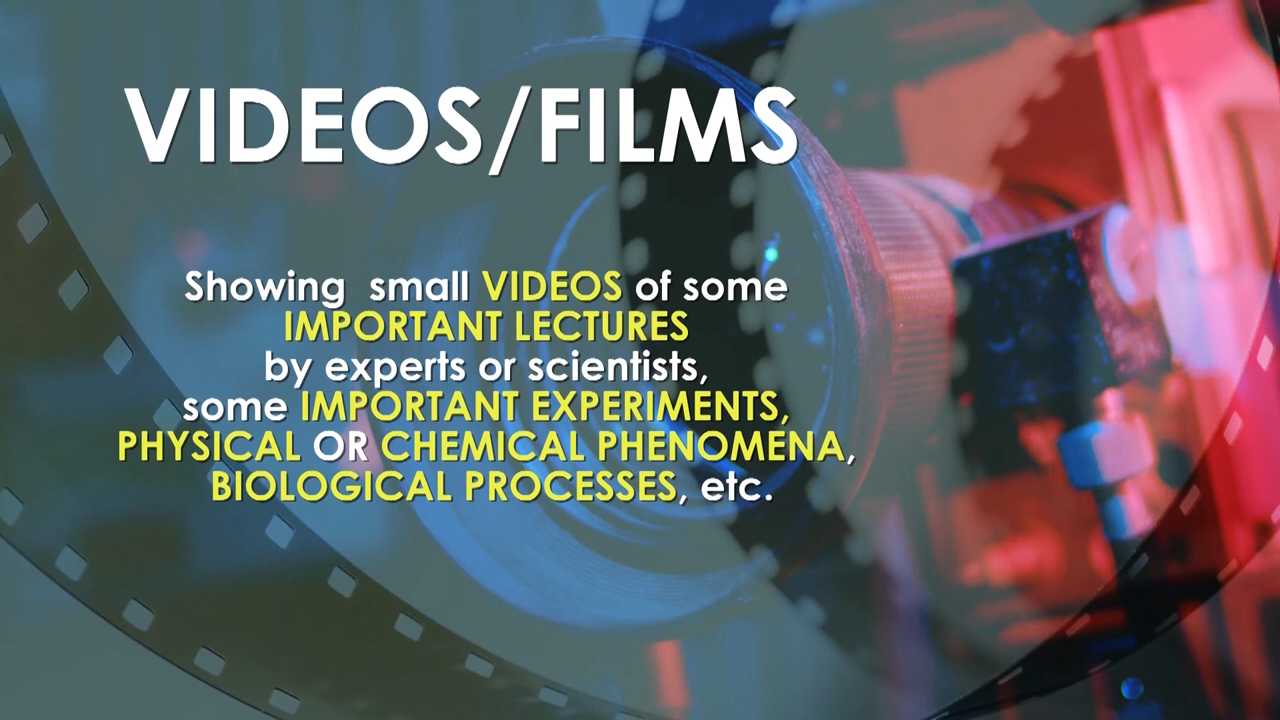 VIDEOS/FILMS
Showing  small VIDEOS of some
IMPORTANT LECTURES
by experts or scientists,
some IMPORTANT EXPERIMENTS,
PHYSICAL OR CHEMICAL PHENOMENA,
BIOLOGICAL PROCESSES, etc.